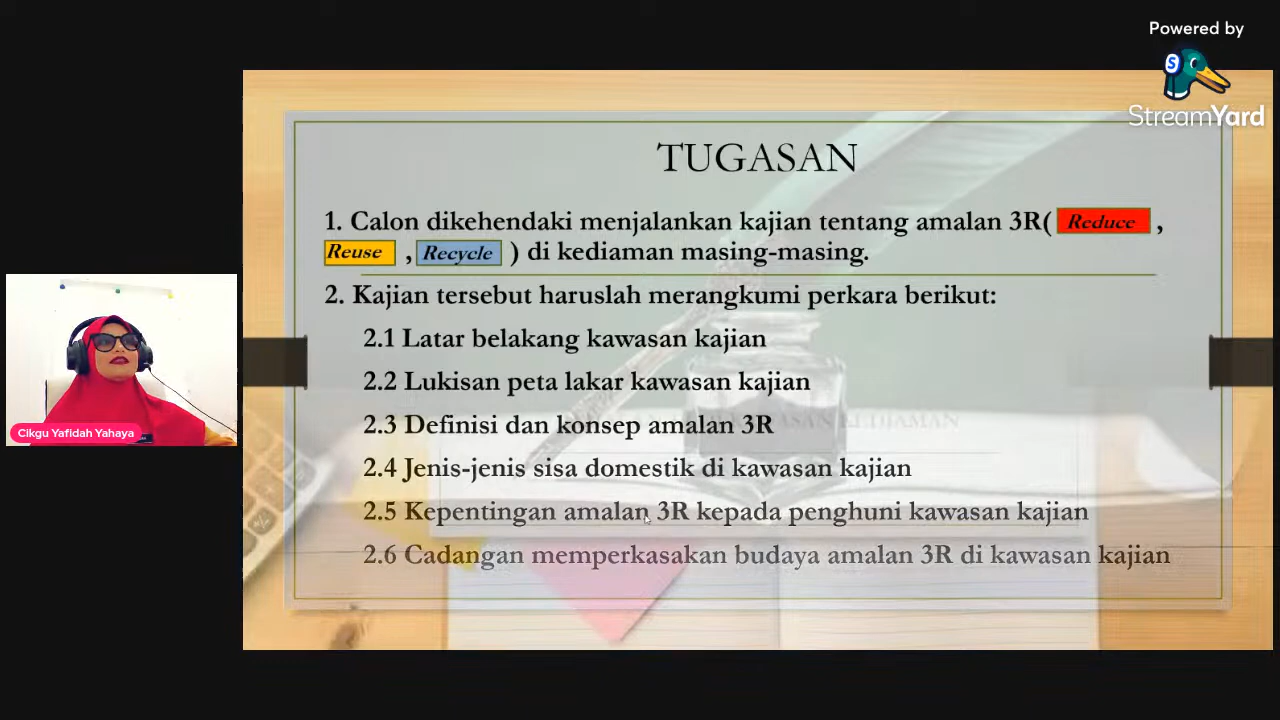 Powered by
StreamYard
TUGASAN
1. Calon dikehendaki menjalankan kajian tentang amalan 3R( Reduce ,
Reuse , Recycle ) di kediaman masing-masing.
2. Kajian tersebut haruslah merangkumi perkara berikut:
2.1 Latar belakang kawasan kajian
2.2 Lukisan peta lakar kawasan kajian
2.3 Definisi dan konsep amalan 3R
2.4 Jenis-jenis sisa domestik di kawasan kajian
2.5 Kepentingan amalan 3R kepada penghuni kawasan kajian
2.6 Cadangan memperkasakan budaya amalan 3R di kawasan kajian
Cikgu Yafidah Yahaya